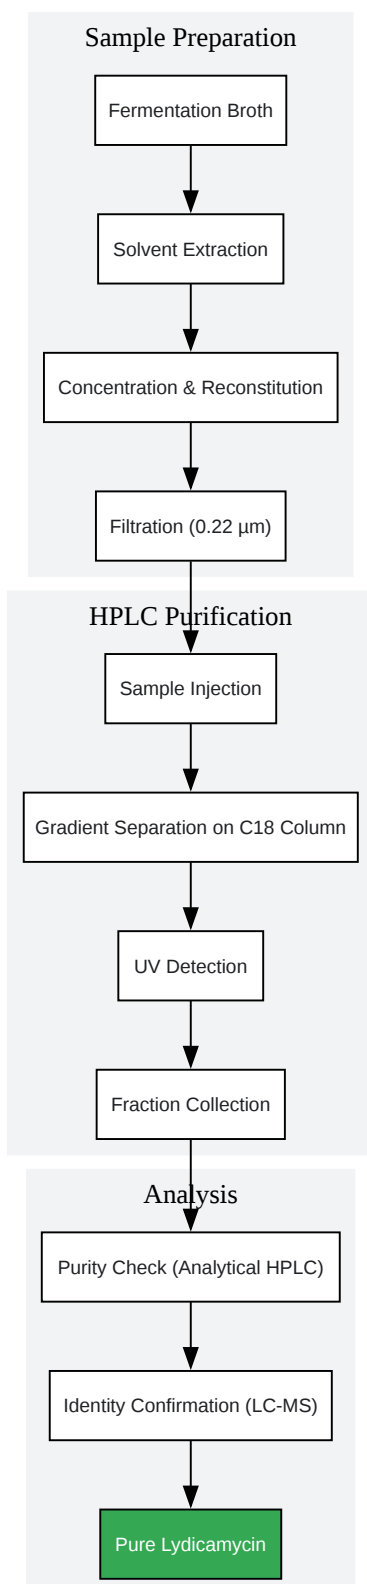 Sample Preparation
Fermentation Broth
Solvent Extraction
Concentration & Reconstitution
Filtration (0.22 µm)
HPLC Purification
Sample Injection
Gradient Separation on C18 Column
UV Detection
Fraction Collection
Analysis
Purity Check (Analytical HPLC)
Identity Confirmation (LC-MS)
Pure Lydicamycin